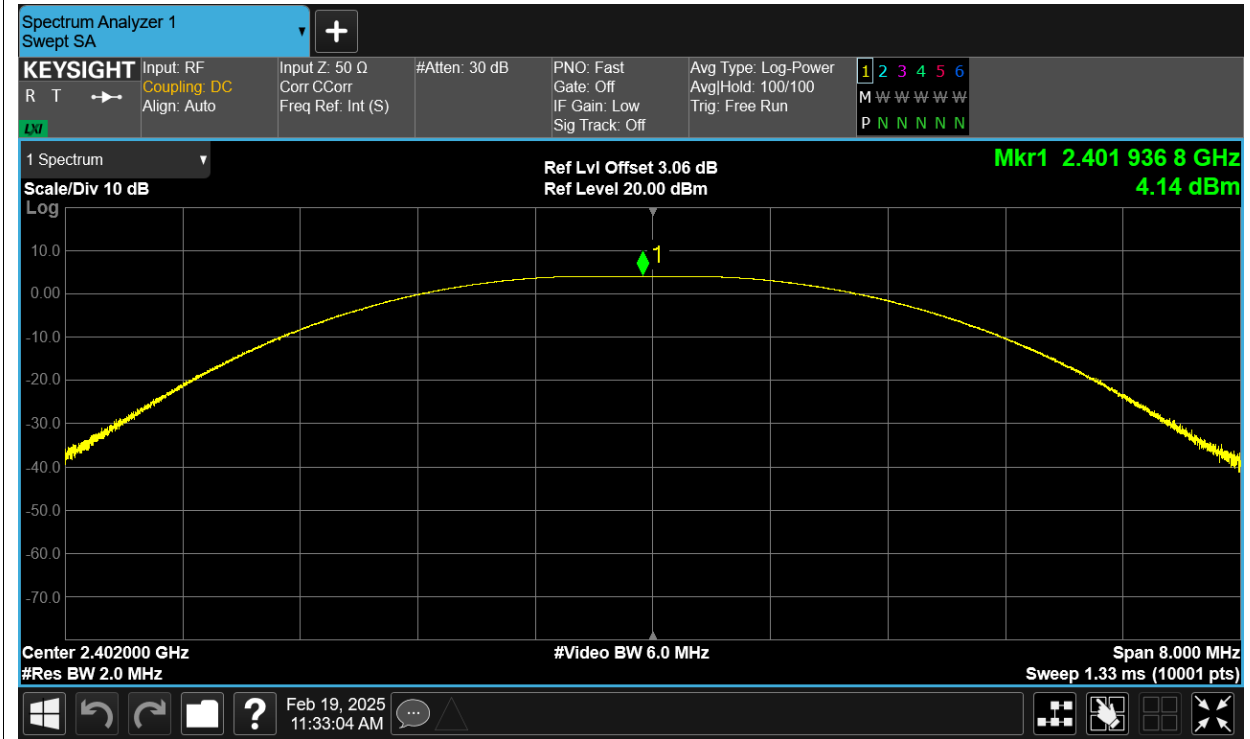 Spectrum Analyzer 1
Swept SA
+
KEYSIGHT
R T
LXI
Input: RF
Coupling: DC
Align: Auto
Input Z: 50 Ω
Corr CCorr
Freq Ref: Int (S)
#Atten: 30 dB
PNO: Fast
Gate: Off
IF Gain: Low
Sig Track: Off
Avg Type: Log-Power
Avg|Hold: 100/100
Trig: Free Run
1 2 3 4 5 6
M W W W W W W
P N N N N N
1 Spectrum
Scale/Div 10 dB
Log
Ref Lvl Offset 3.06 dB
Ref Level 20.00 dBm
Mkr1 2.401 936 8 GHz
4.14 dBm
1
10.0
0.00
-10.0
-20.0
-30.0
-40.0
-50.0
-60.0
-70.0
Center 2.402000 GHz
#Video BW 6.0 MHz
Span 8.000 MHz
#Res BW 2.0 MHz
Sweep 1.33 ms (10001 pts)
?
Feb 19, 2025
11:33:04 AM